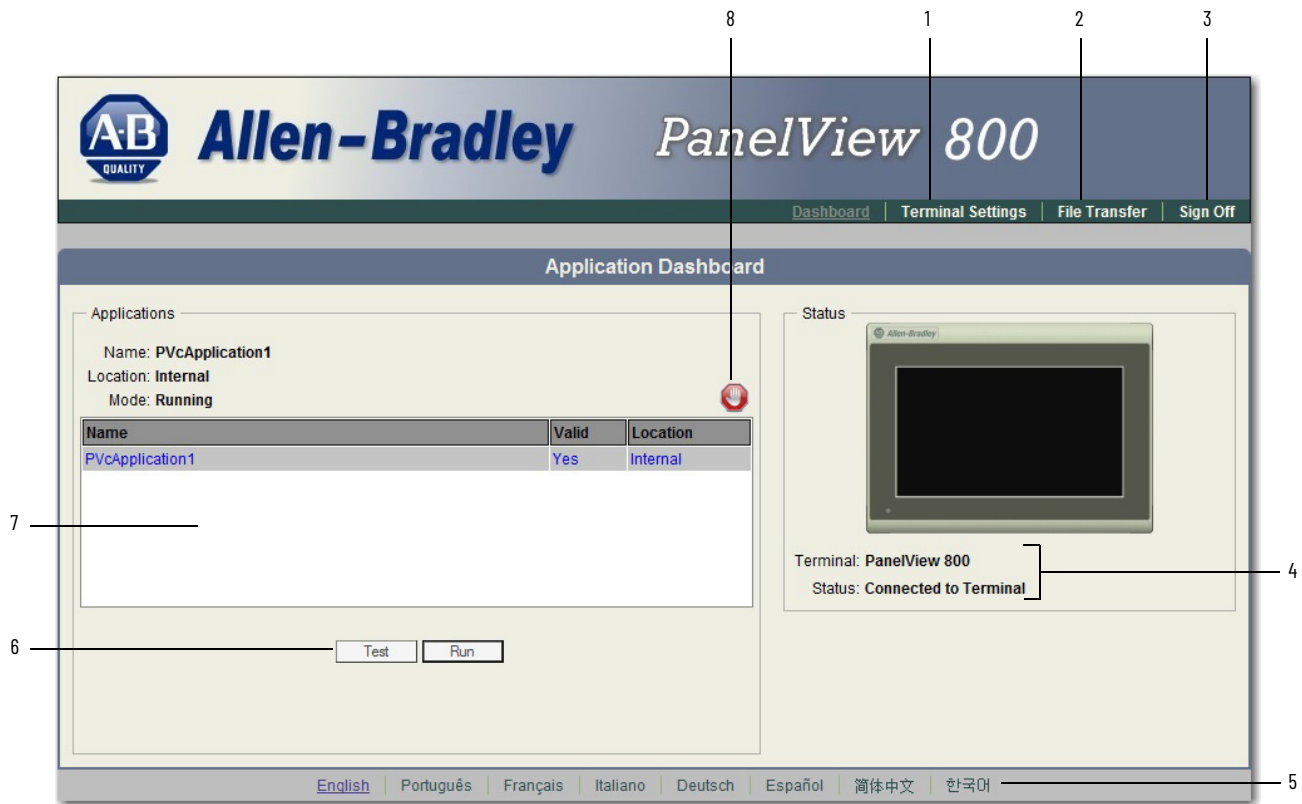 8 1 2 3
A-B
QUALITY
Allen-Bradley PanelView 800
Dashboard Terminal Settings File Transfer Sign Off
Application Dashboard
Applications
Name: PVcApplication1
Location: Internal
Mode: Running
Name Valid Location
PVcApplication1 Yes Internal
7
Test Run
6
Status
Allen-Bradley
Terminal: PanelView 800
Status: Connected to Terminal
4
English Português Français Italiano Deutsch Español 简体中文 한국어
5